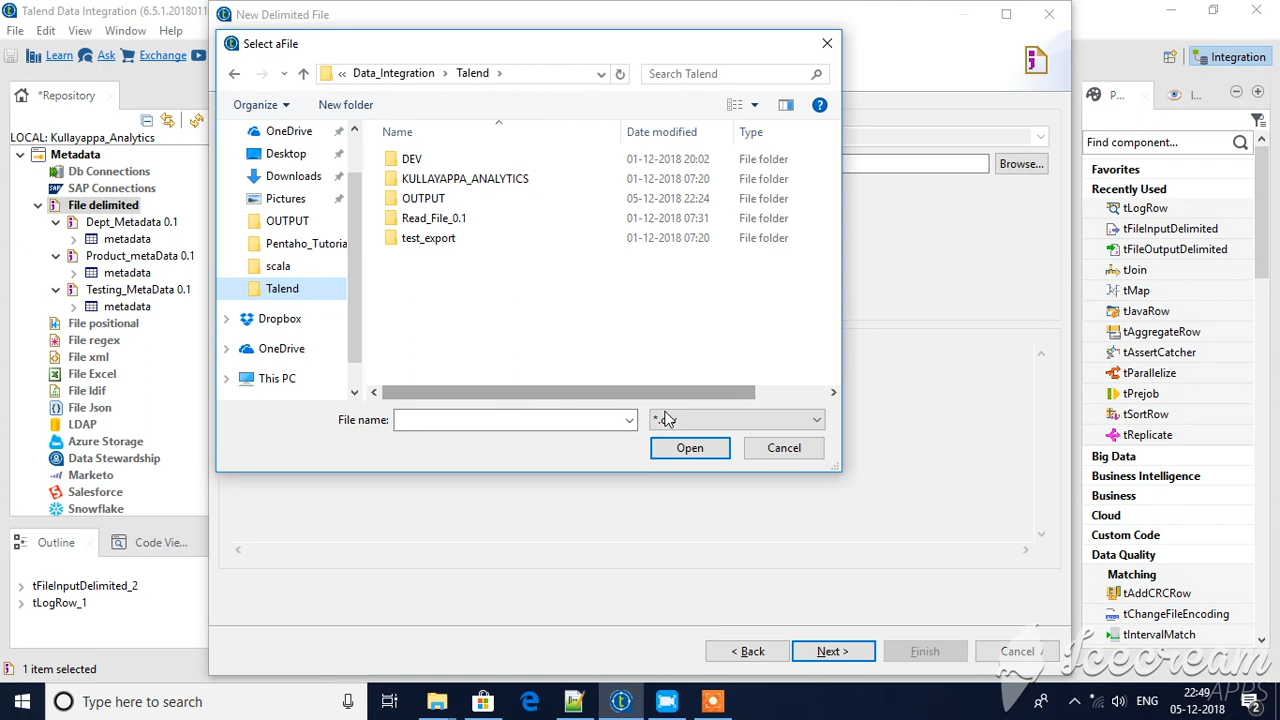 Talend Data Integration (6.5.1.2018011
File Edit View Window Help
Learn Ask Exchange
*Repository
LOCAL: Kullayappa_Analytics
Metadata
Db Connections
SAP Connections
File delimited
Dept_Metadata 0.1
metadata
Product_metaData 0.1
metadata
Testing_MetaData 0.1
metadata
File positional
File regex
File xml
File Excel
File ldif
File Json
LDAP
Azure Storage
Data Stewardship
Marketo
Salesforce
Snowflake
Outline Code Vie...
tFileInputDelimited_2
tLogRow_1
1 item selected
New Delimited File
Select aFile
« Data_Integration > Talend >
Search Talend
Organize New folder
OneDrive
Desktop
Downloads
Pictures
OUTPUT
Pentaho_Tutoria
scala
Talend
Dropbox
OneDrive
This PC
Name Date modified Type
DEV 01-12-2018 20:02 File folder
KULLAYAPPA_ANALYTICS 01-12-2018 07:20 File folder
OUTPUT 05-12-2018 22:24 File folder
Read_File_0.1 01-12-2018 07:31 File folder
test_export 01-12-2018 07:20 File folder
File name:
Open Cancel
Browse...
< Back Next > Finish Cancel
Integration
P... I...
Find component...
Favorites
Recently Used
tLogRow
tFileInputDelimited
tFileOutputDelimited
tJoin
tMap
tJavaRow
tAggregateRow
tAssertCatcher
tParallelize
tPrejob
tSortRow
tReplicate
Big Data
Business Intelligence
Business
Cloud
Custom Code
Data Quality
Matching
tAddCRCRow
tChangeFileEncoding
tIntervalMatch
Icecream
APPS
Type here to search
ENG
22:49
05-12-2018
2